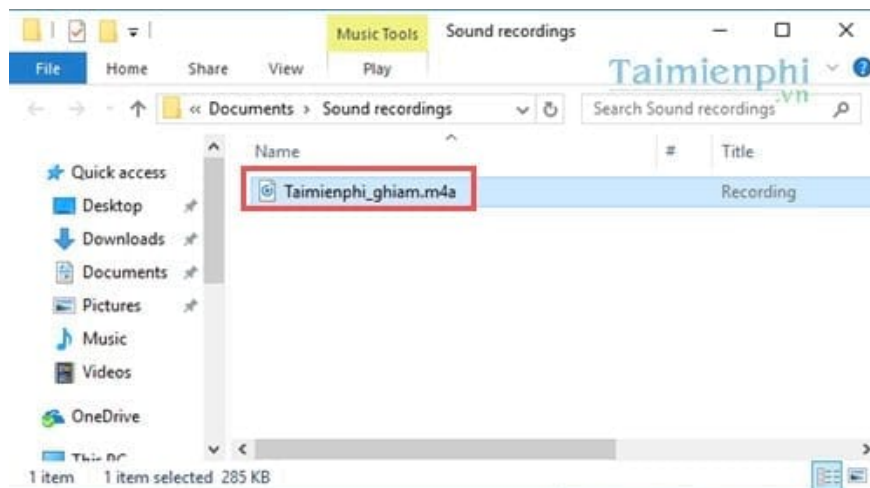 Music Tools Sound recordings
File Home Share View Play
Taimienphi
.vn
« Documents › Sound recordings
Search Sound recordings
Name # Title
Quick access
Taimienphi_ghiam.m4a Recording
Desktop
Downloads
Documents
Pictures
Music
Videos
OneDrive
This PC
1 item 1 item selected 285 KB